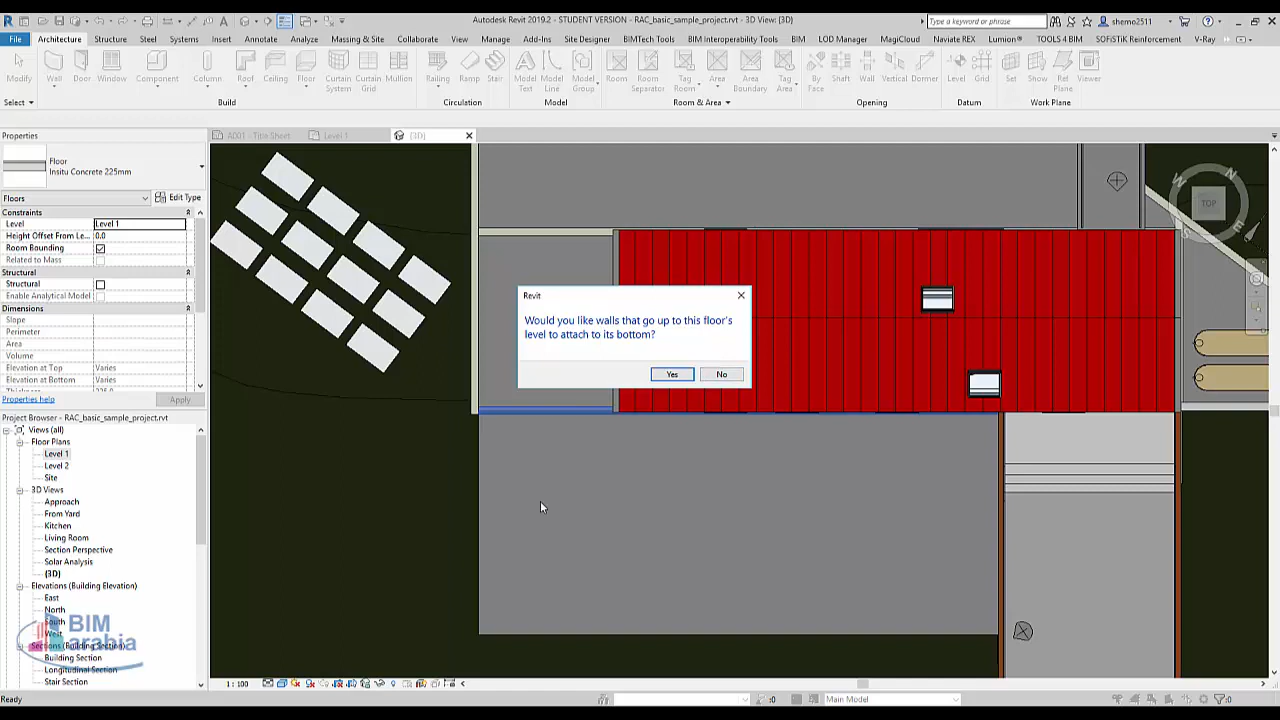 Autodesk Revit 2019.2 - STUDENT VERSION - RAC_basic_sample_project.rvt - 3D View: {3D}
Type a keyword or phrase
shemo2511
File Architecture Structure Steel Systems Insert Annotate Analyze Massing & Site Collaborate View Manage Add-Ins Site Designer BIMTech Tools BIM Interoperability Tools BIM LOD Manager MagiCloud Naviate REX Lumion® TOOLS 4 BIM SOFiSTiK Reinforcement V-Ray
Modify Wall Door Window Component Column Roof Ceiling Floor Curtain System Curtain Grid Mullion Railing Ramp Stair Model Text Model Line Model Group Room Room Separator Tag Room Area Area Boundary Tag Area By Face Shaft Wall Vertical Dormer Level Grid Set Show Ref Plane Viewer
Select Build Circulation Model Room & Area Opening Datum Work Plane
Properties
A001 - Title Sheet Level 1 {3D}
Floor
Insitu Concrete 225mm
Floors Edit Type
Constraints
Level Level 1
Height Offset From Le... 0.0
Room Bounding
Related to Mass
Structural
Structural
Enable Analytical Model
Dimensions
Slope
Perimeter
Area
Volume
Elevation at Top Varies
Elevation at Bottom Varies
Properties help Apply
Project Browser - RAC_basic_sample_project.rvt
Views (all)
Floor Plans
Level 1
Level 2
Site
3D Views
Approach
From Yard
Kitchen
Living Room
Section Perspective
Solar Analysis
{3D}
Elevations (Building Elevation)
East
North
South
West
Sections (Building Section)
Building Section
Longitudinal Section
Stair Section
BIM
arabia
Revit
Would you like walls that go up to this floor's
level to attach to its bottom?
Yes No
TOP
W
N
E
S
1 : 100
Ready
:0
Main Model
:0